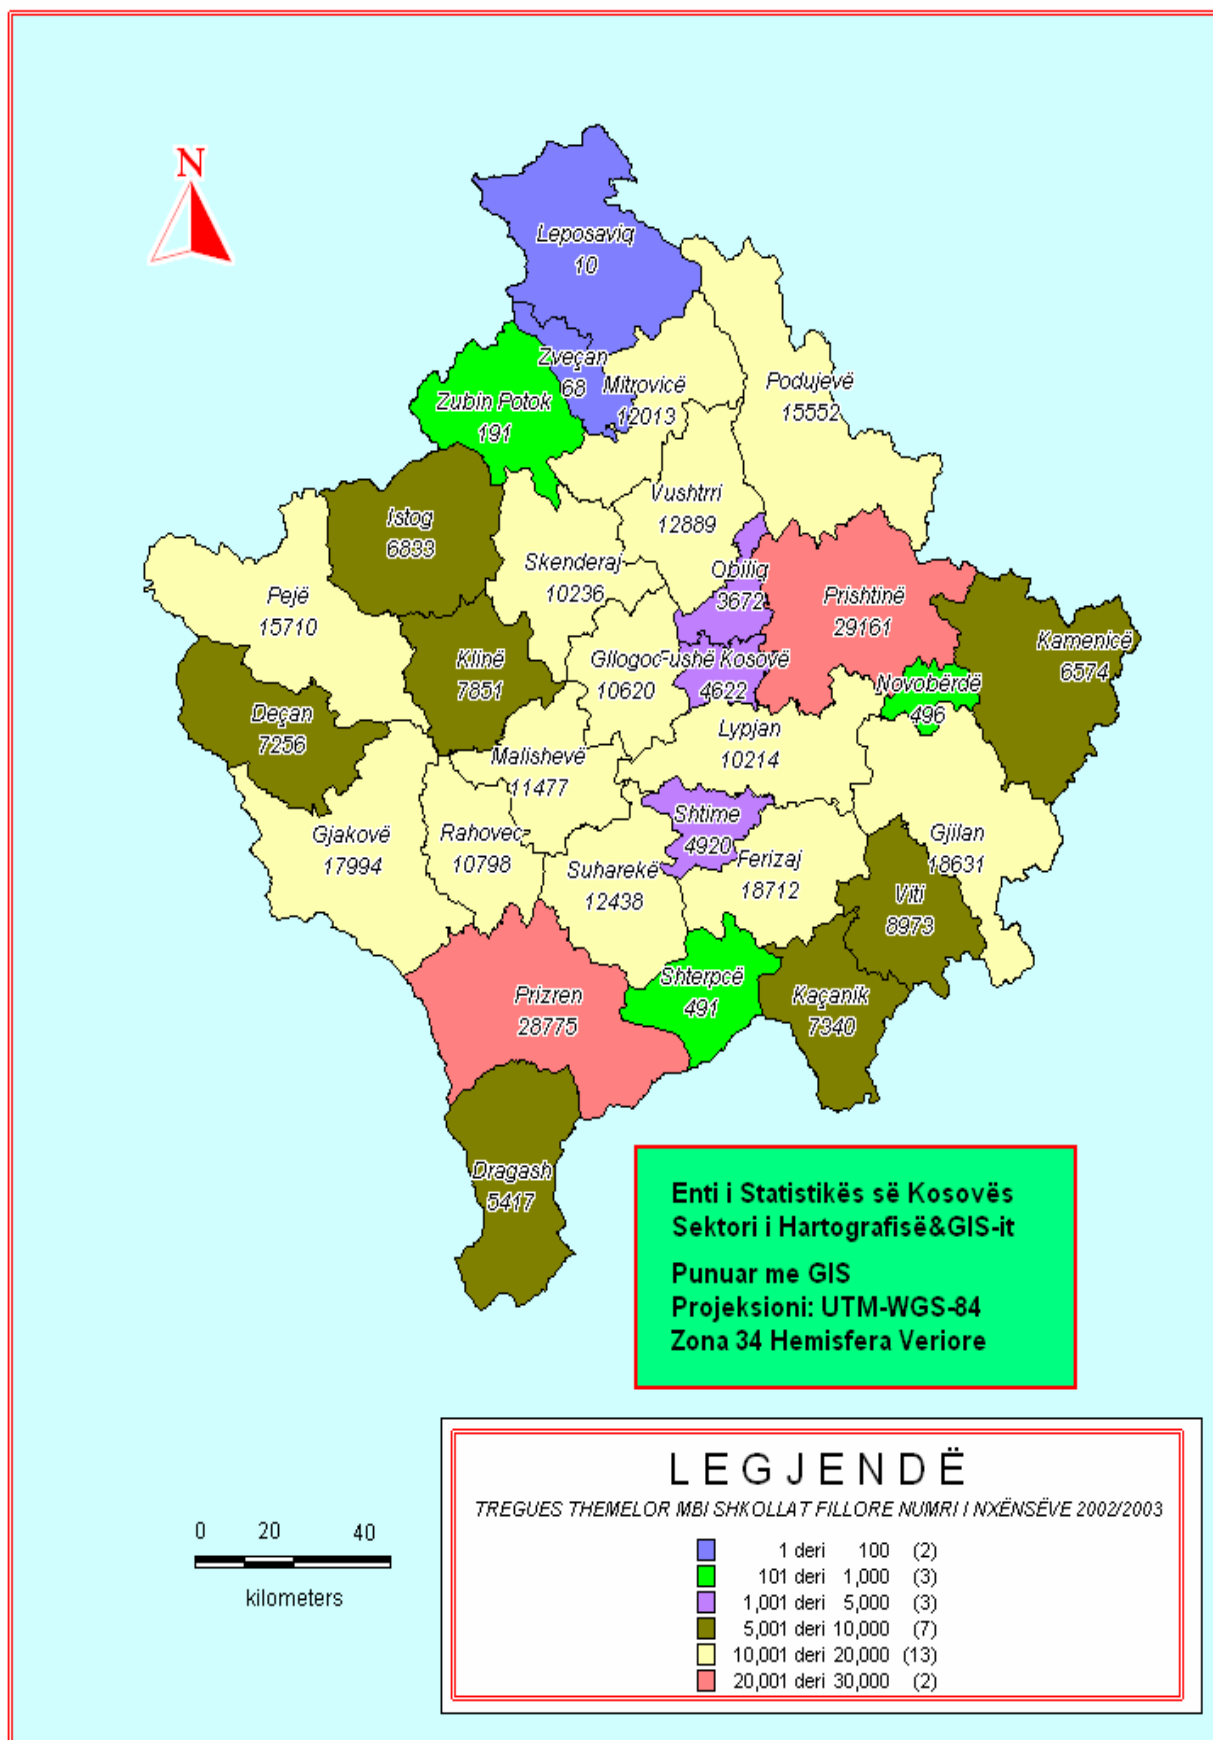 N
Leposaviq
10
Zveçan
68
Mitrovicë
12013
Podujevë
15552
Zubin Potok
191
Vushtrri
12889
Istog
6833
Skenderaj
10236
Obiliq
3672
Prishtinë
29161
Pejë
15710
Kamenicë
6574
Klinë
7851
Gllogoc
10620
Fushë Kosovë
4622
Novobërdë
496
Deçan
7256
Lypjan
10214
Malishevë
11477
Shtime
4920
Gjakovë
17994
Rahovec
10798
Suharekë
12438
Ferizaj
18712
Gjilan
18631
Viti
8973
Shterpcë
491
Kaçanik
7340
Prizren
28775
Dragash
5417
Enti i Statistikës së Kosovës
Sektori i Hartografisë&GIS-it
Punuar me GIS
Projeksioni: UTM-WGS-84
Zona 34 Hemisfera Veriore
LEGJENDË
TREGUES THEMELOR MBI SHKOLLAT FILLORE NUMRI I NXËNSËVE 2002/2003
1 deri 100 (2)
101 deri 1,000 (3)
1,001 deri 5,000 (3)
5,001 deri 10,000 (7)
10,001 deri 20,000 (13)
20,001 deri 30,000 (2)
0 20 40
kilometers